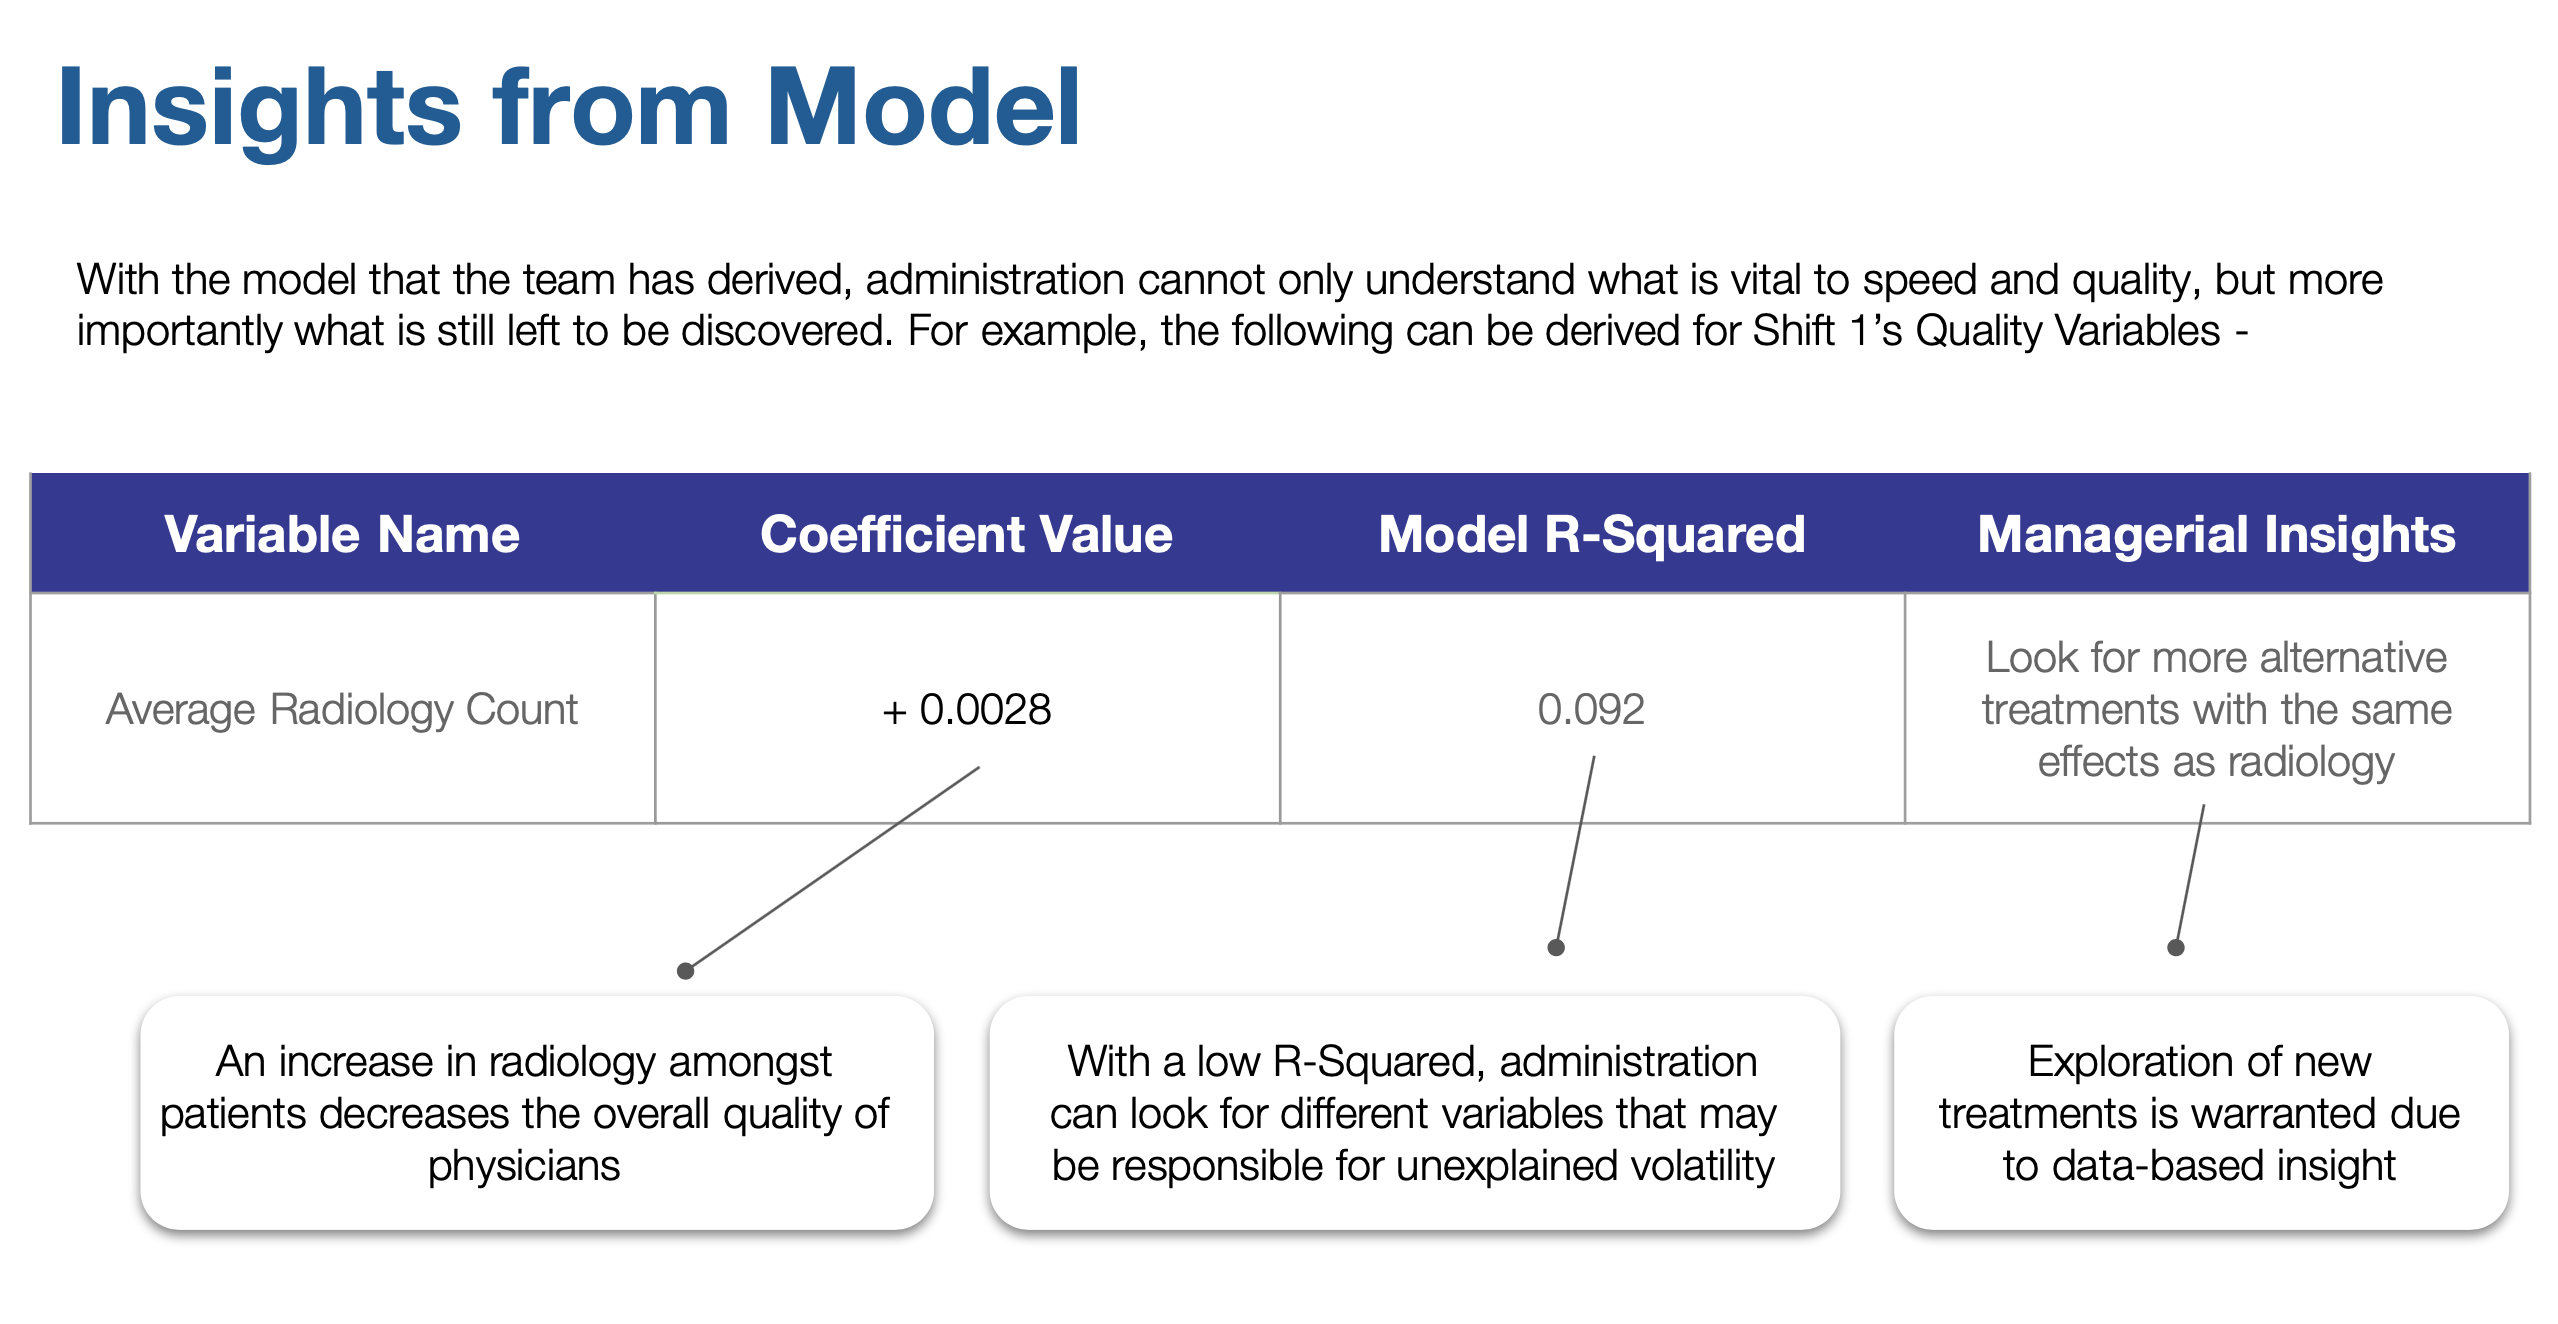 Insights from Model
With the model that the team has derived, administration cannot only understand what is vital to speed and quality, but more
importantly what is still left to be discovered. For example, the following can be derived for Shift 1’s Quality Variables -
Variable Name
Coefficient Value
Model R-Squared
Managerial Insights
Average Radiology Count
+ 0.0028
0.092
Look for more alternative
treatments with the same
effects as radiology
An increase in radiology amongst
patients decreases the overall quality of
physicians
With a low R-Squared, administration
can look for different variables that may
be responsible for unexplained volatility
Exploration of new
treatments is warranted due
to data-based insight